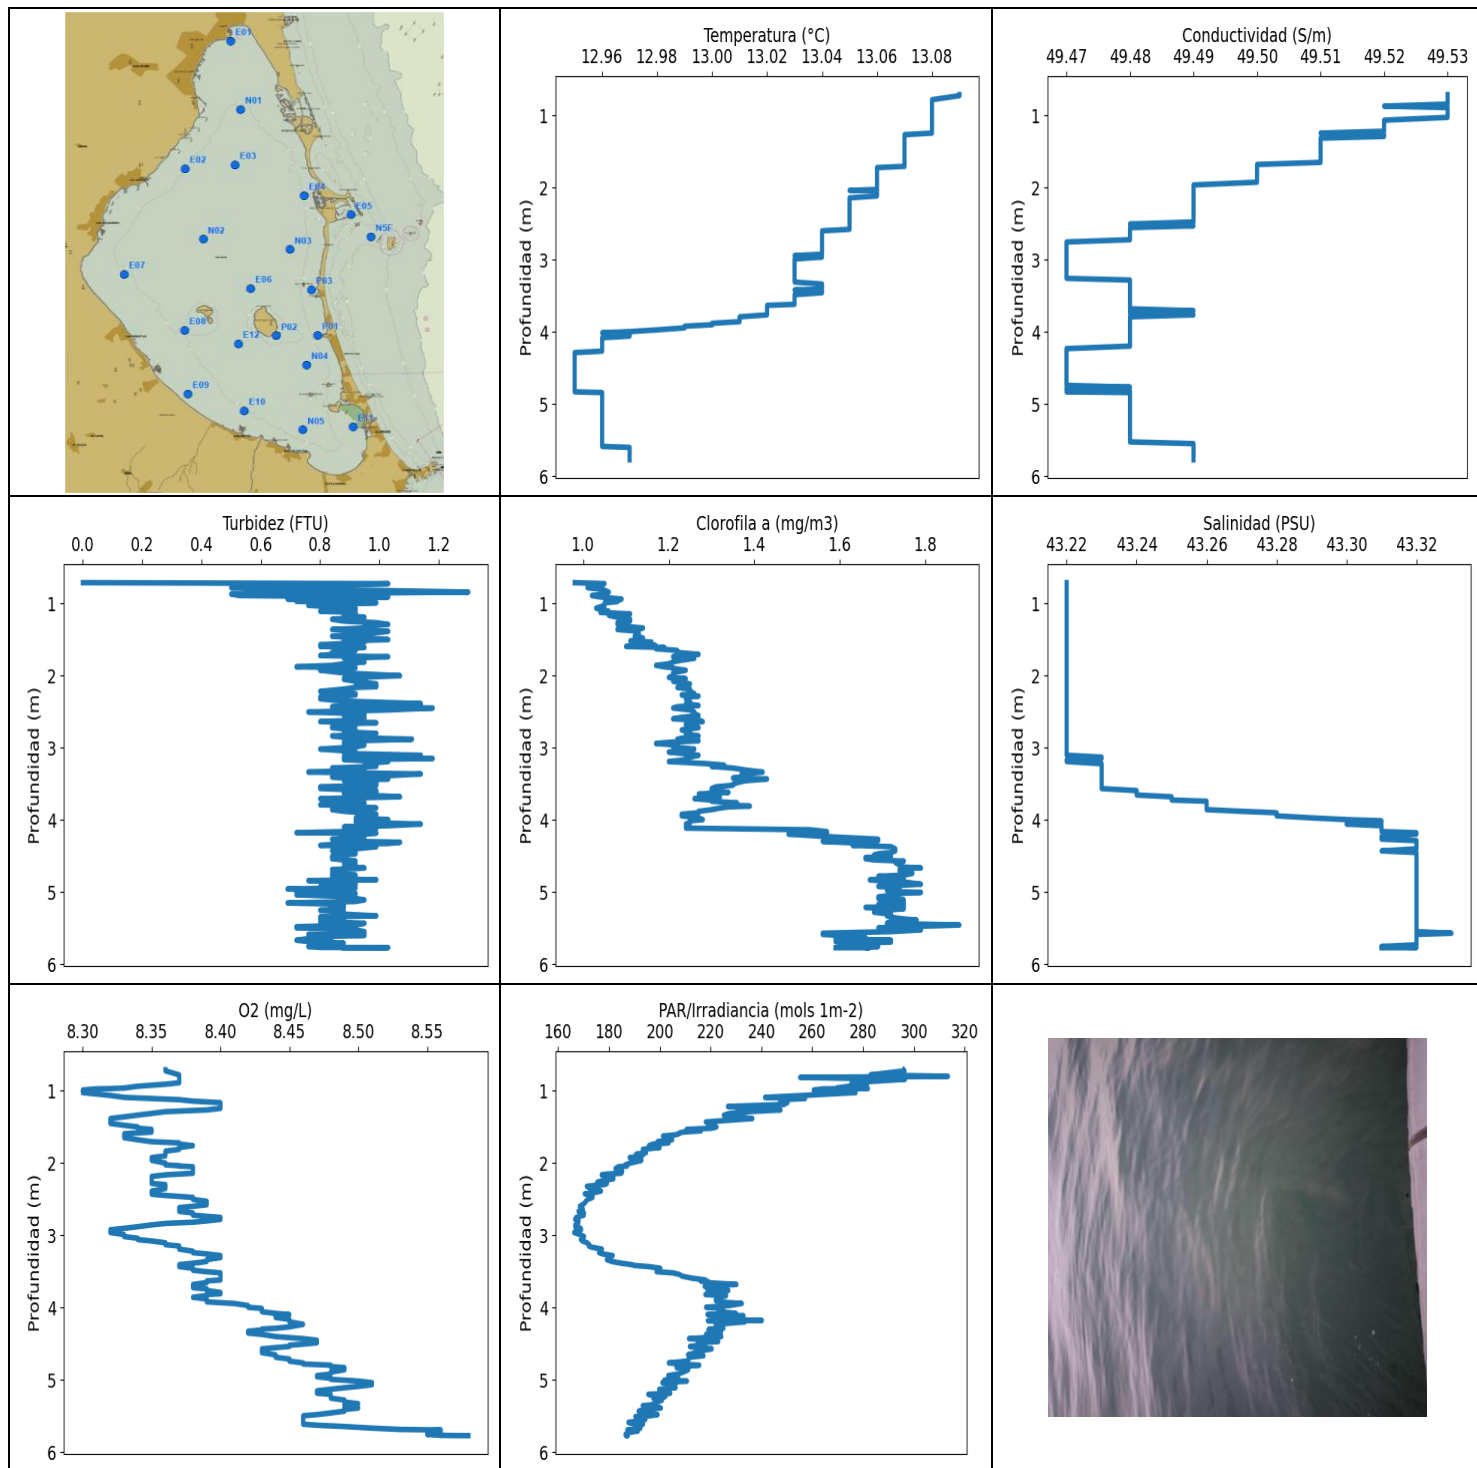 E01
N01
E02
E03
E04
E05
N5F
N02
N03
E07
E06
P03
E08
E12
P02
P01
N04
E09
E10
N05
E11
Temperatura (°C)
12.96 12.98 13.00 13.02 13.04 13.06 13.08
Profundidad (m)
1
2
3
4
5
6
Conductividad (S/m)
49.47 49.48 49.49 49.50 49.51 49.52 49.53
Profundidad (m)
1
2
3
4
5
6
Turbidez (FTU)
0.0 0.2 0.4 0.6 0.8 1.0 1.2
Profundidad (m)
1
2
3
4
5
6
Clorofila a (mg/m3)
1.0 1.2 1.4 1.6 1.8
Profundidad (m)
1
2
3
4
5
6
Salinidad (PSU)
43.22 43.24 43.26 43.28 43.30 43.32
Profundidad (m)
1
2
3
4
5
6
O2 (mg/L)
8.30 8.35 8.40 8.45 8.50 8.55
Profundidad (m)
1
2
3
4
5
6
PAR/Irradiancia (mols 1m-2)
160 180 200 220 240 260 280 300 320
Profundidad (m)
1
2
3
4
5
6